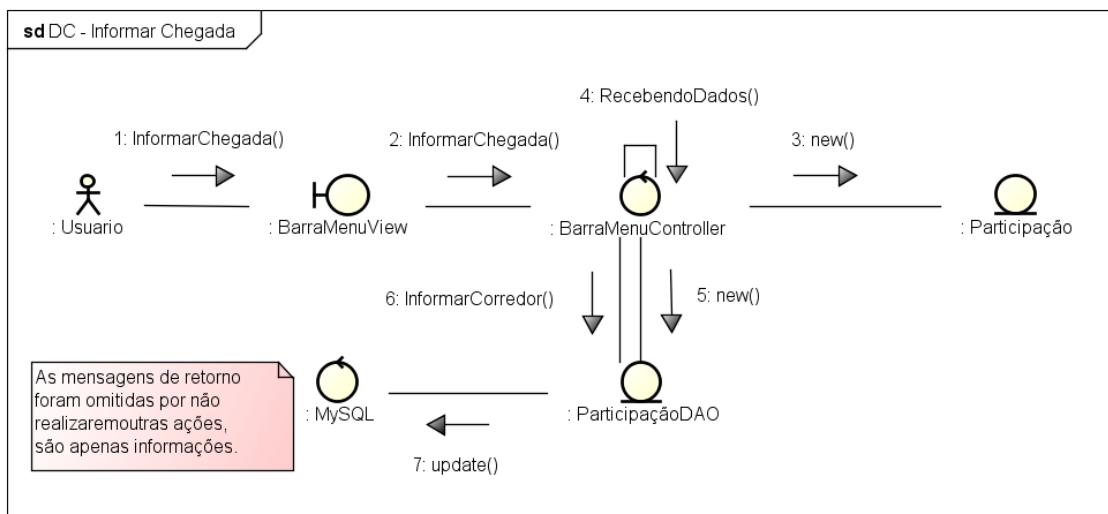 sd DC - Informar Chegada
4: RecebendoDados()
1: InformarChegada()
2: InformarChegada()
3: new()
: Usuario
: BarraMenuView
: BarraMenuController
: Participação
6: InformarCorredor()
5: new()
As mensagens de retorno
foram omitidas por não
realizaremoutras ações,
são apenas informações.
: MySQL
: ParticipaçãoDAO
7: update()